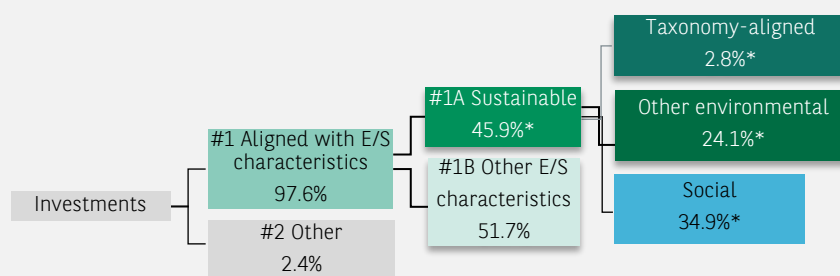 Investments
#1 Aligned with E/S
characteristics
97.6%
#2 Other
2.4%
#1A Sustainable
45.9%*
#1B Other E/S
characteristics
51.7%
Taxonomy-aligned
2.8%*
Other environmental
24.1%*
Social
34.9%*